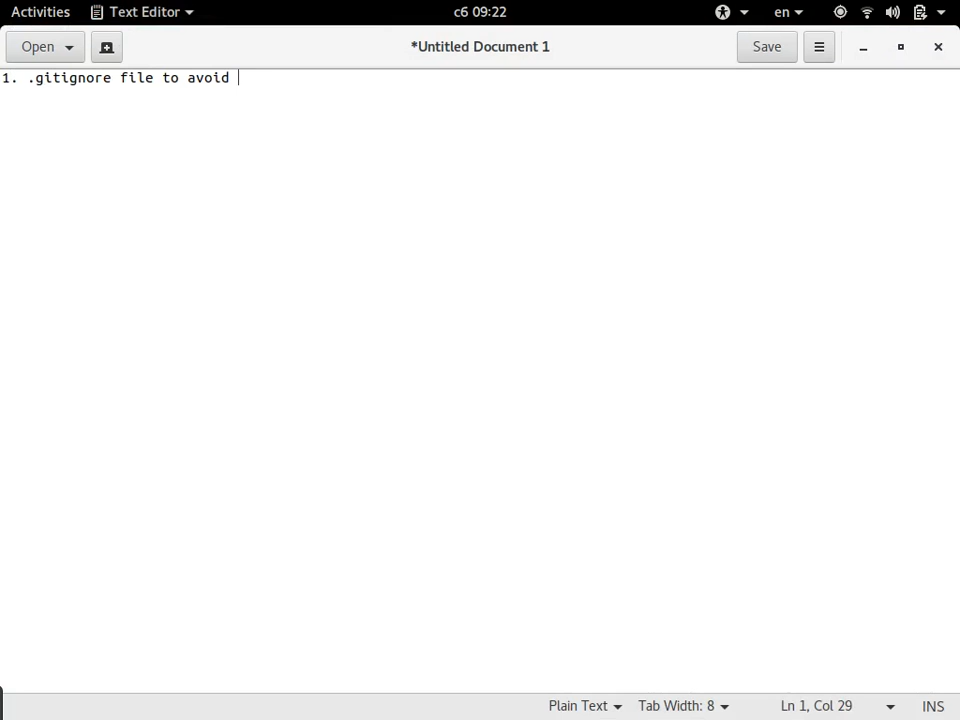 Activities Text Editor сб 09:22 en
Open *Untitled Document 1 Save
1. .gitignore file to avoid
Plain Text Tab Width: 8 Ln 1, Col 29 INS